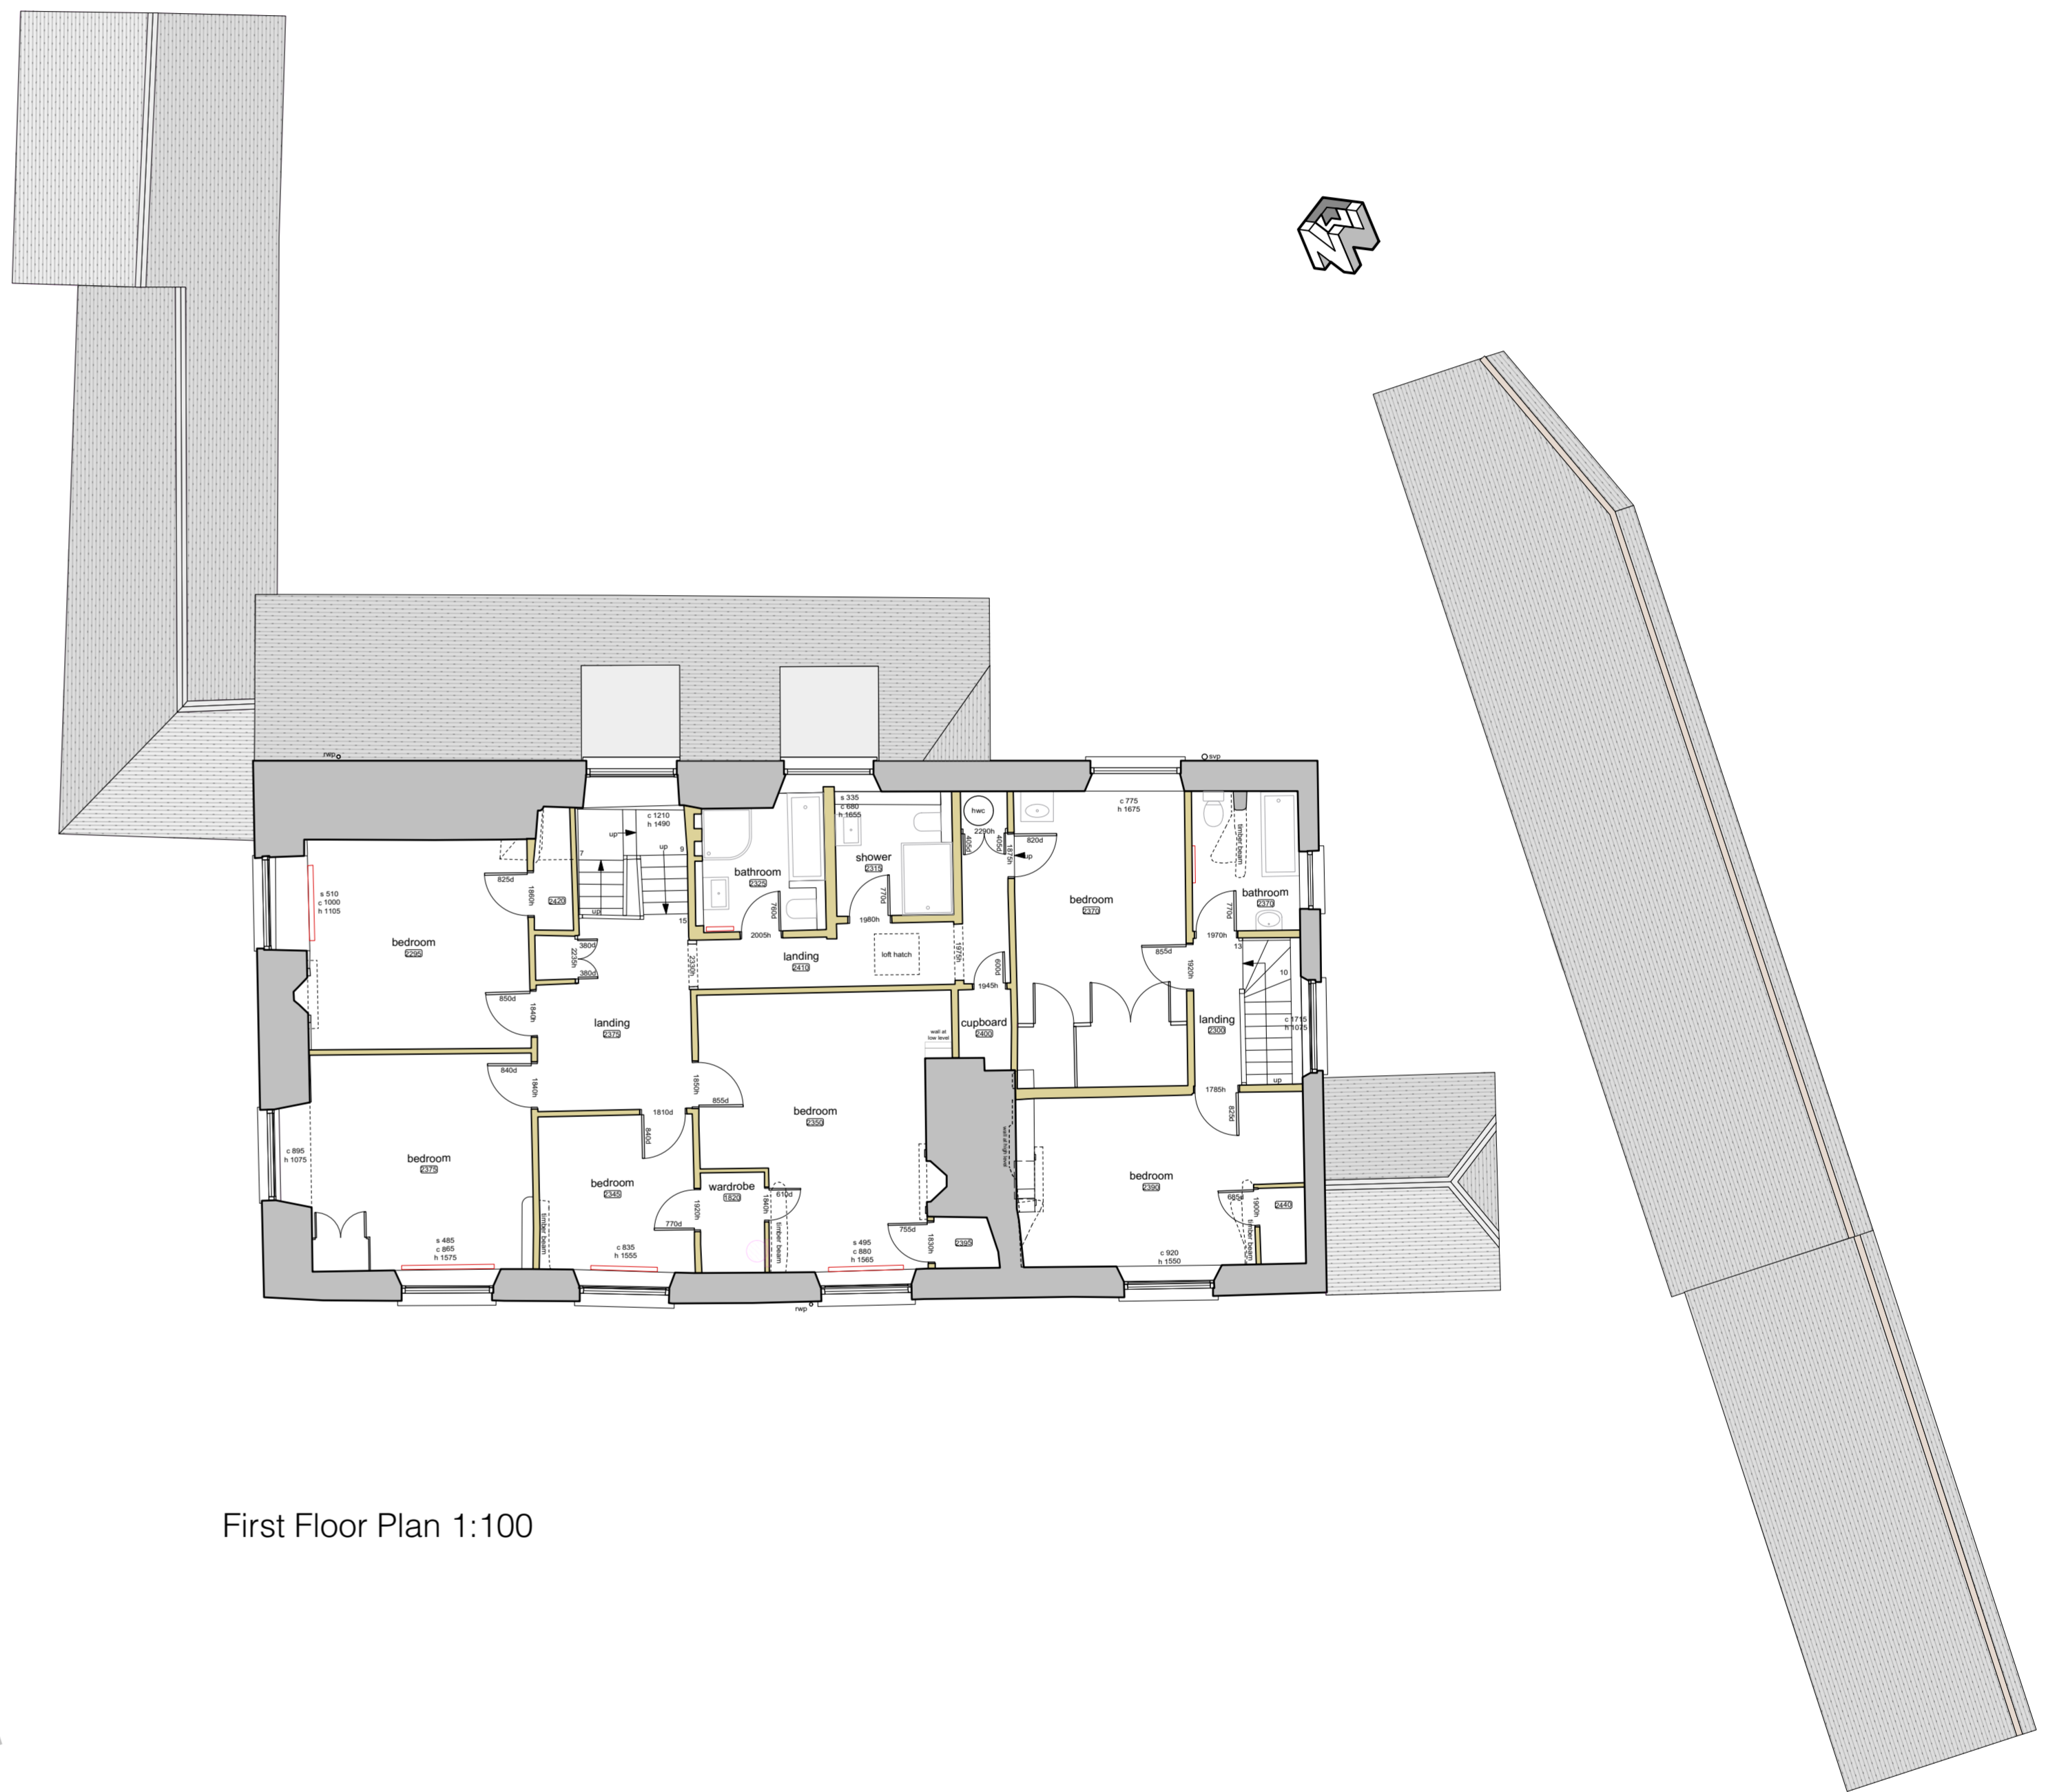 rwp
svp
c 1210
h 1490
up
up
7
9
up
15
s 335
c 680
h 1655
shower
2315
770d
1980h
bathroom
2325
760d
2005h
hwc
2290h
405d
405d
1875h
820d
up
c 775
h 1675
bedroom
2370
timber beam
bathroom
2370
770d
1970h
s 510
c 1000
h 1105
825d
1860h
2420
bedroom
2295
380d
2235h
380d
2330h
landing
2410
loft hatch
1975h
600d
1945h
855d
1920h
13
10
850d
1840h
landing
2375
wall at
low level
cupboard
2400
landing
2300
c 1715
h 1075
up
840d
1840h
1850h
855d
1785h
825d
1810d
840d
bedroom
2350
wall at high level
c 895
h 1075
bedroom
2375
bedroom
2345
wardrobe
1820
1840h
610d
bedroom
2390
685d
1900h
2440
timber beam
770d
1920h
timber beam
755d
1830h
2395
timber beam
s 485
c 865
h 1575
c 835
h 1555
s 495
c 880
h 1565
c 920
h 1550
rwp
First Floor Plan 1:100